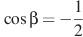 cos β = −1/2